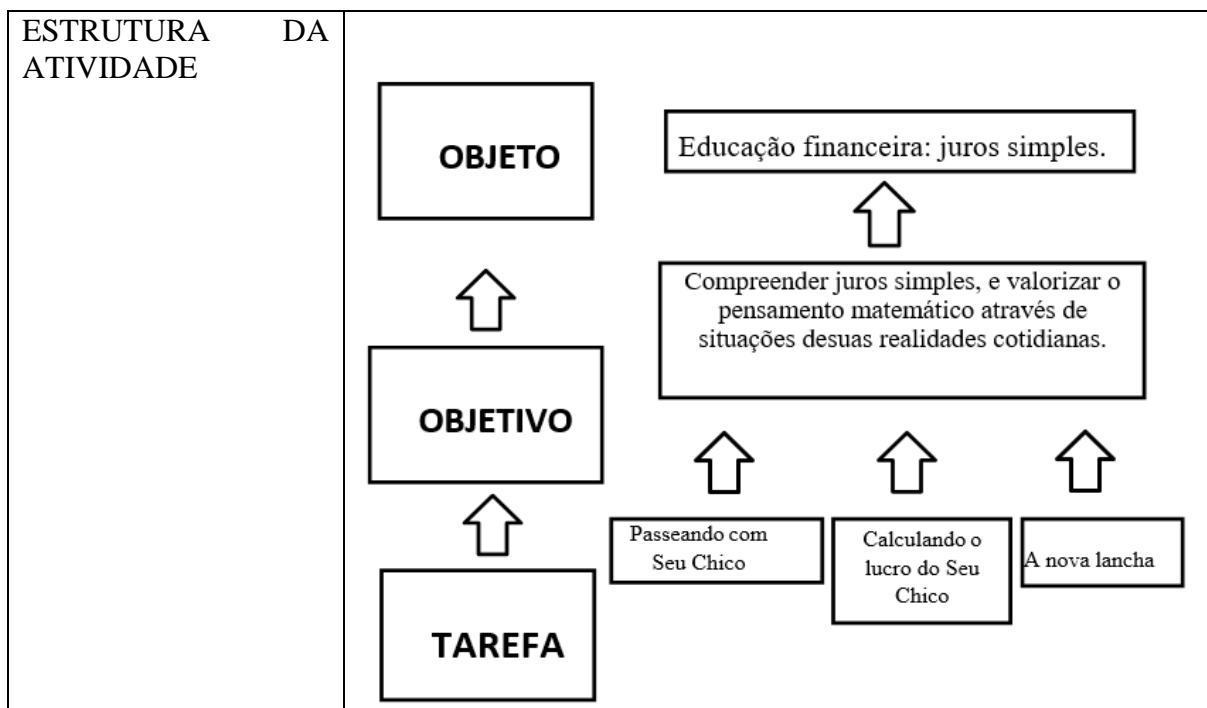 ESTRUTURA DA
ATIVIDADE
OBJETO
Educação financeira: juros simples.
OBJETIVO
Compreender juros simples, e valorizar o
pensamento matemático através de
situações desuas realidades cotidianas.
TAREFA
Passeando com
Seu Chico
Calculando o
lucro do Seu
Chico
A nova lancha